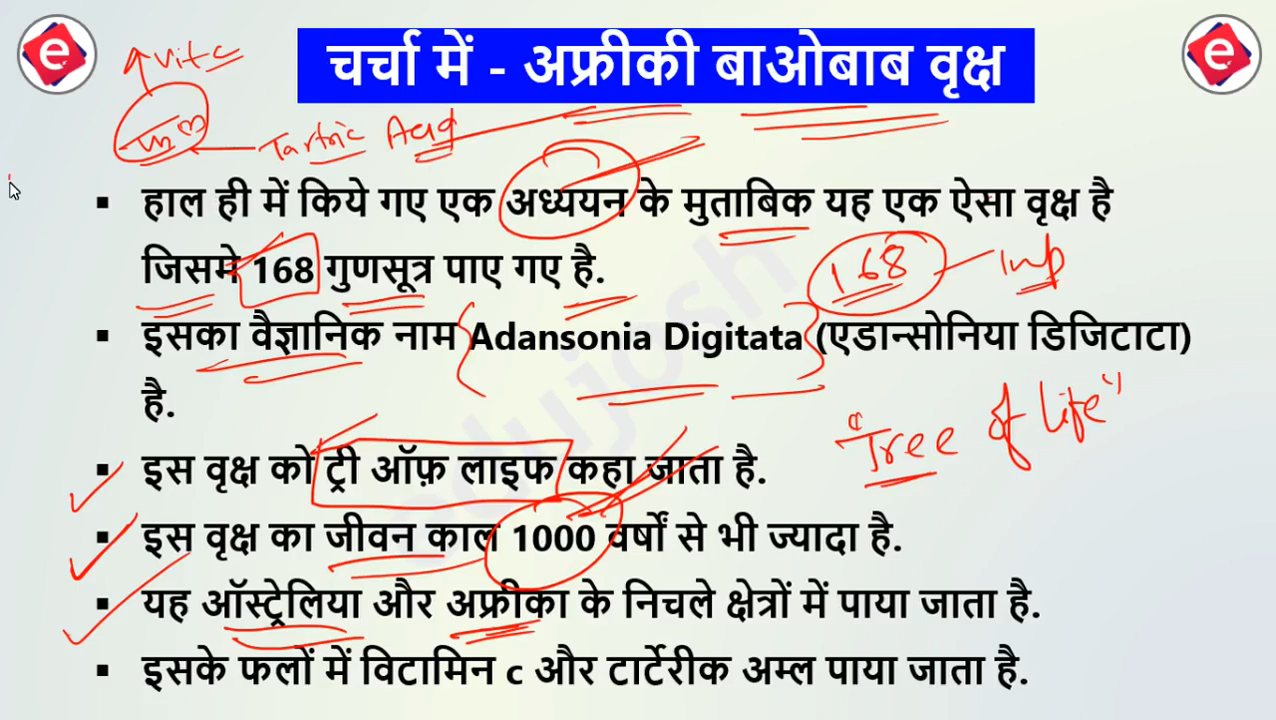 चर्चा में - अफ्रीकी बाओबाब वृक्ष
↑ vit c
Tartric Acid
▪ हाल ही में किये गए एक अध्ययन के मुताबिक यह एक ऐसा वृक्ष है
जिसमे 168 गुणसूत्र पाए गए है.
168 Imp
▪ इसका वैज्ञानिक नाम Adansonia Digitata (एडान्सोनिया डिजिटाटा)
है.
"Tree of life"
▪ इस वृक्ष को ट्री ऑफ़ लाइफ कहा जाता है.
▪ इस वृक्ष का जीवन काल 1000 वर्षों से भी ज्यादा है.
▪ यह ऑस्ट्रेलिया और अफ्रीका के निचले क्षेत्रों में पाया जाता है.
▪ इसके फलों में विटामिन c और टार्टेरीक अम्ल पाया जाता है.
edujosh
e
e